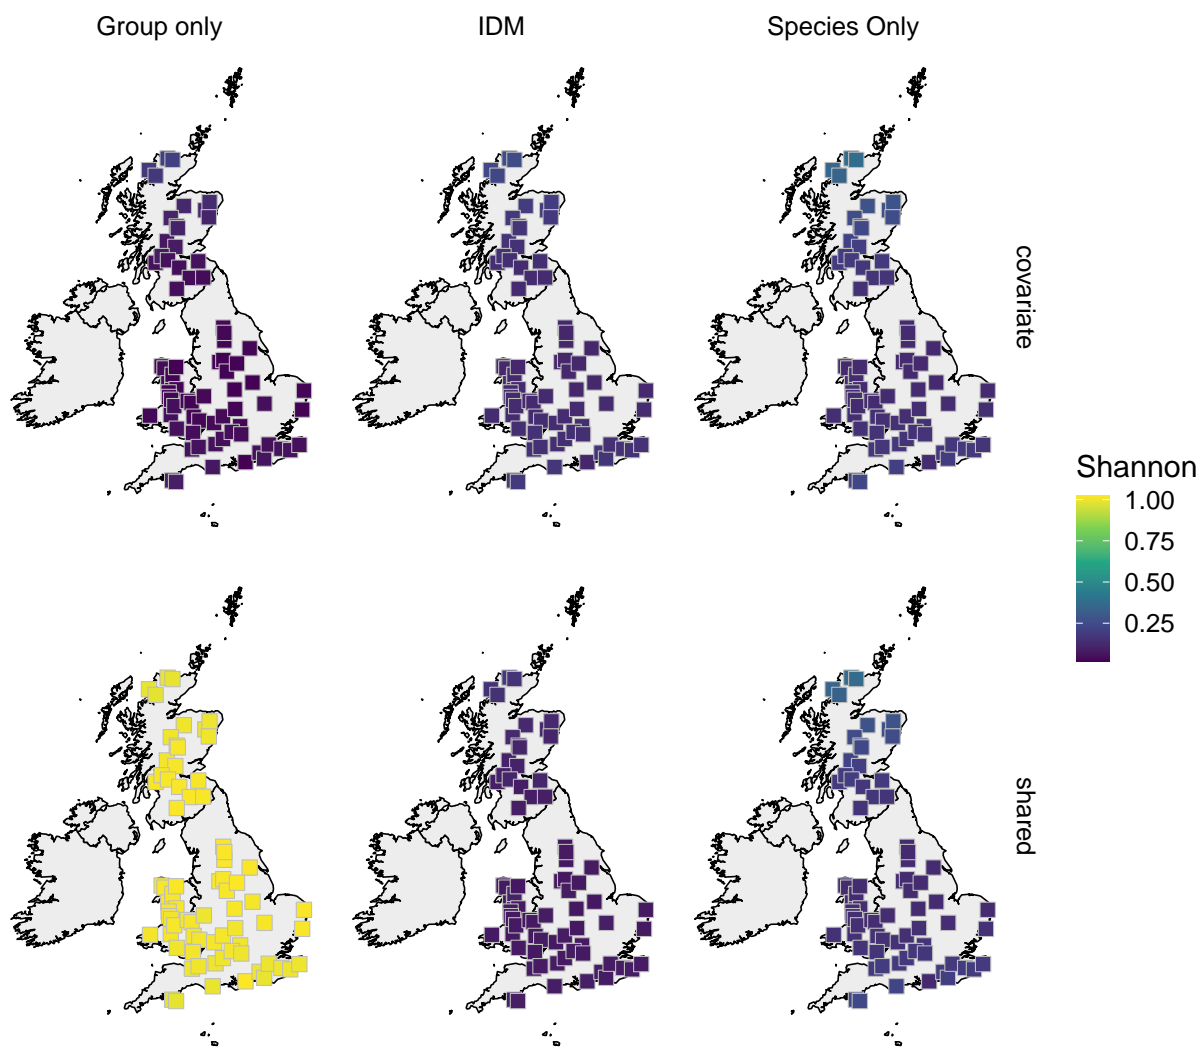 Group only
IDM
Species Only
covariate
Shannon
1.00
0.75
0.50
0.25
shared